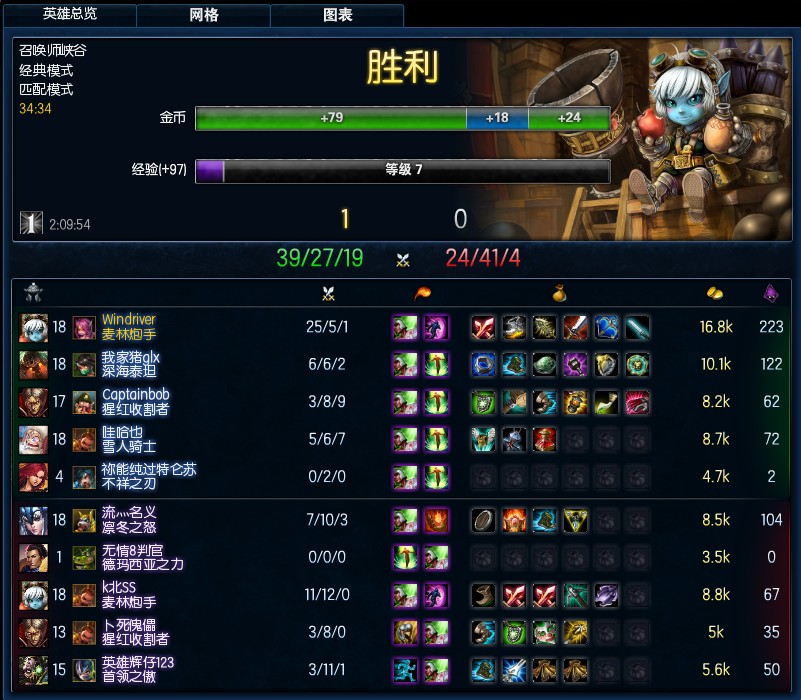 英雄总览 网格 图表
召唤师峡谷
经典模式
匹配模式
34:34
胜利
金币 +79 +18 +24
经验(+97) 等级 7
1 2:09:54 1 0
39/27/19 24/41/4
18 Windriver 25/5/1 16.8k 223
麦林炮手
18 我家猪qlx 6/6/2 10.1k 122
深海泰坦
17 Captainbob 3/8/9 8.2k 62
猩红收割者
18 哇哈也 5/6/7 8.7k 72
雪人骑士
4 祢能纯过特仑苏 0/2/0 4.7k 2
不祥之刃
18 流灬名义 7/10/3 8.5k 104
凛冬之怒
1 无情8判官 0/0/0 3.5k 0
德玛西亚之力
18 k北SS 11/12/0 8.8k 67
麦林炮手
13 卜死傀儡 3/8/0 5k 35
猩红收割者
15 英雄辉仔123 3/11/1 5.6k 50
首领之傲